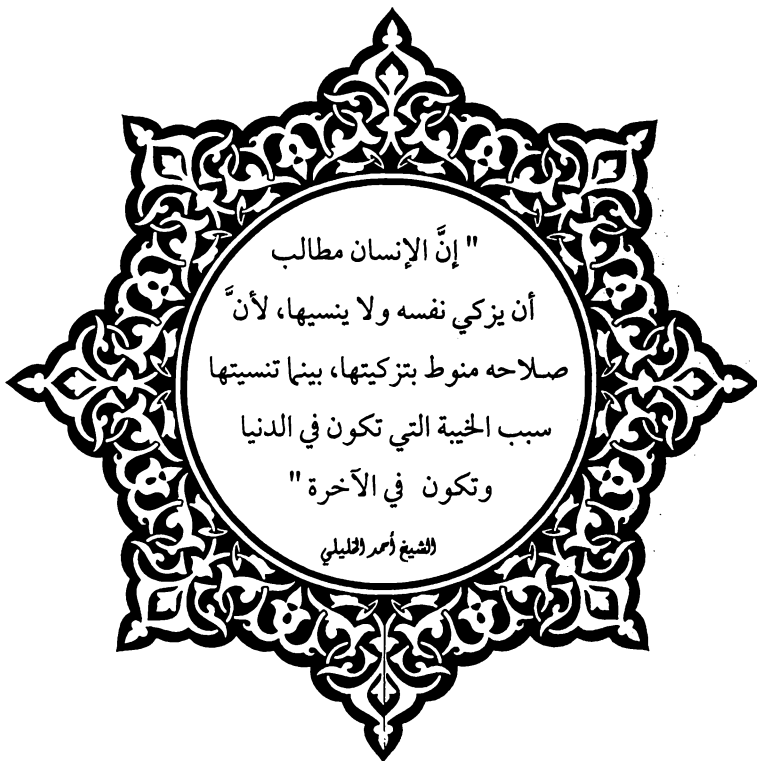 " إنَّ الإنسان مطالب
أن يزكي نفسه ولا ينسيها، لأنَّ
صلاحه منوط بتزكيتها، بينما تنسيتها
سبب الخيبة التي تكون في الدنيا
وتكون في الآخرة "
الشيخ أحمد الخليلي